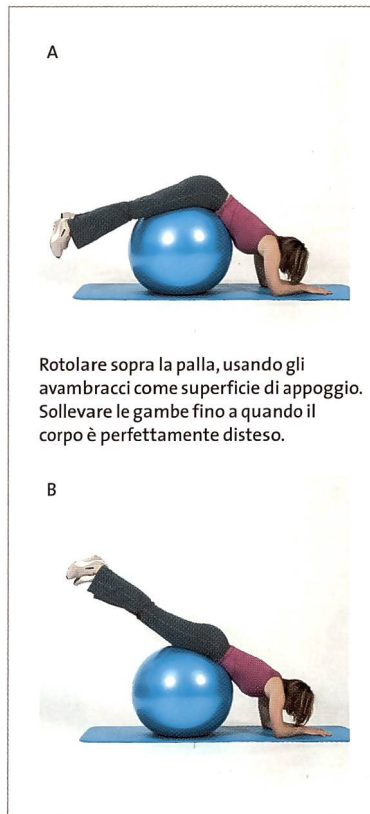 A
Rotolare sopra la palla, usando gli
avambracci come superficie di appoggio.
Sollevare le gambe fino a quando il
corpo è perfettamente disteso.
B